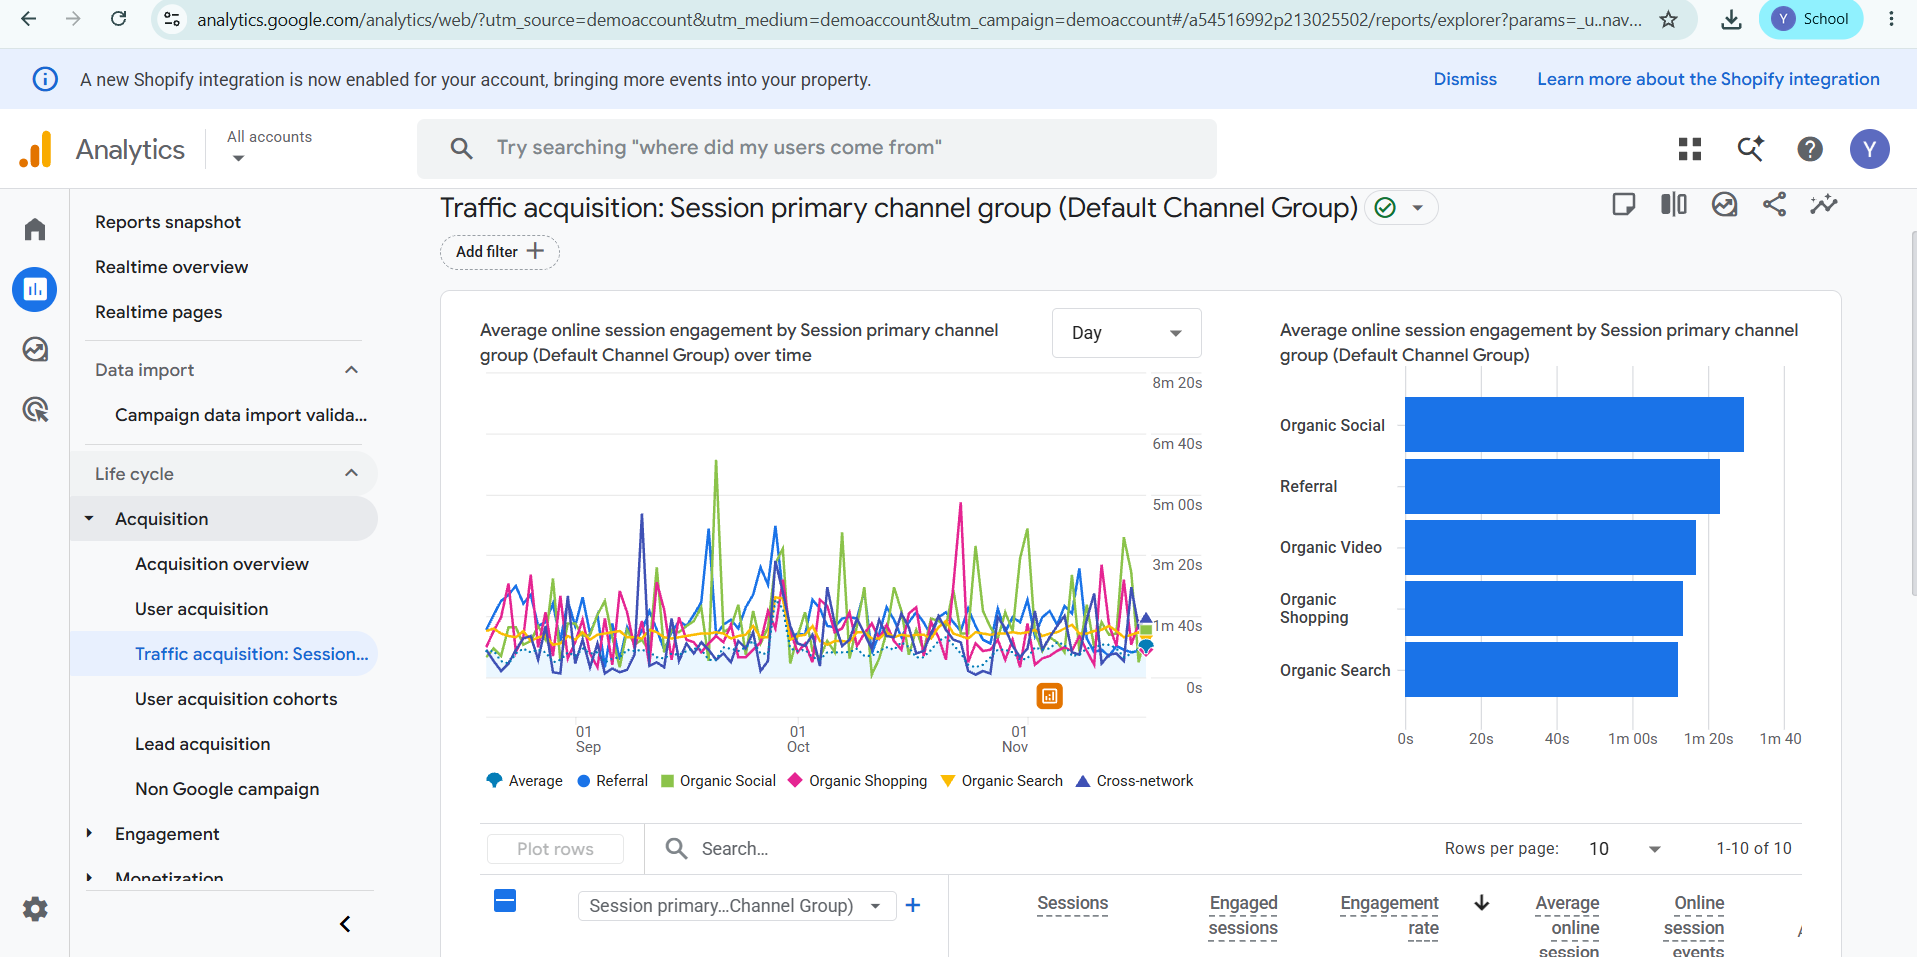 analytics.google.com/analytics/web/?utm_source=demoaccount&utm_medium=demoaccount&utm_campaign=demoaccount#/a54516992p213025502/reports/explorer?params=_u..nav...
Y School
A new Shopify integration is now enabled for your account, bringing more events into your property.
Dismiss
Learn more about the Shopify integration
Analytics
All accounts
Try searching "where did my users come from"
Y
Reports snapshot
Realtime overview
Realtime pages
Data import
Campaign data import valida...
Life cycle
Acquisition
Acquisition overview
User acquisition
Traffic acquisition: Session...
User acquisition cohorts
Lead acquisition
Non Google campaign
Engagement
Monetization
Traffic acquisition: Session primary channel group (Default Channel Group)
Add filter
Average online session engagement by Session primary channel
group (Default Channel Group) over time
Day
8m 20s
6m 40s
5m 00s
3m 20s
1m 40s
0s
01
Sep
01
Oct
01
Nov
Average
Referral
Organic Social
Organic Shopping
Organic Search
Cross-network
Average online session engagement by Session primary channel
group (Default Channel Group)
Organic Social
Referral
Organic Video
Organic
Shopping
Organic Search
0s
20s
40s
1m 00s
1m 20s
1m 40
Plot rows
Search...
Rows per page:
10
1-10 of 10
Session primary...Channel Group)
Sessions
Engaged
sessions
Engagement
rate
Average
online
session
Online
session
events